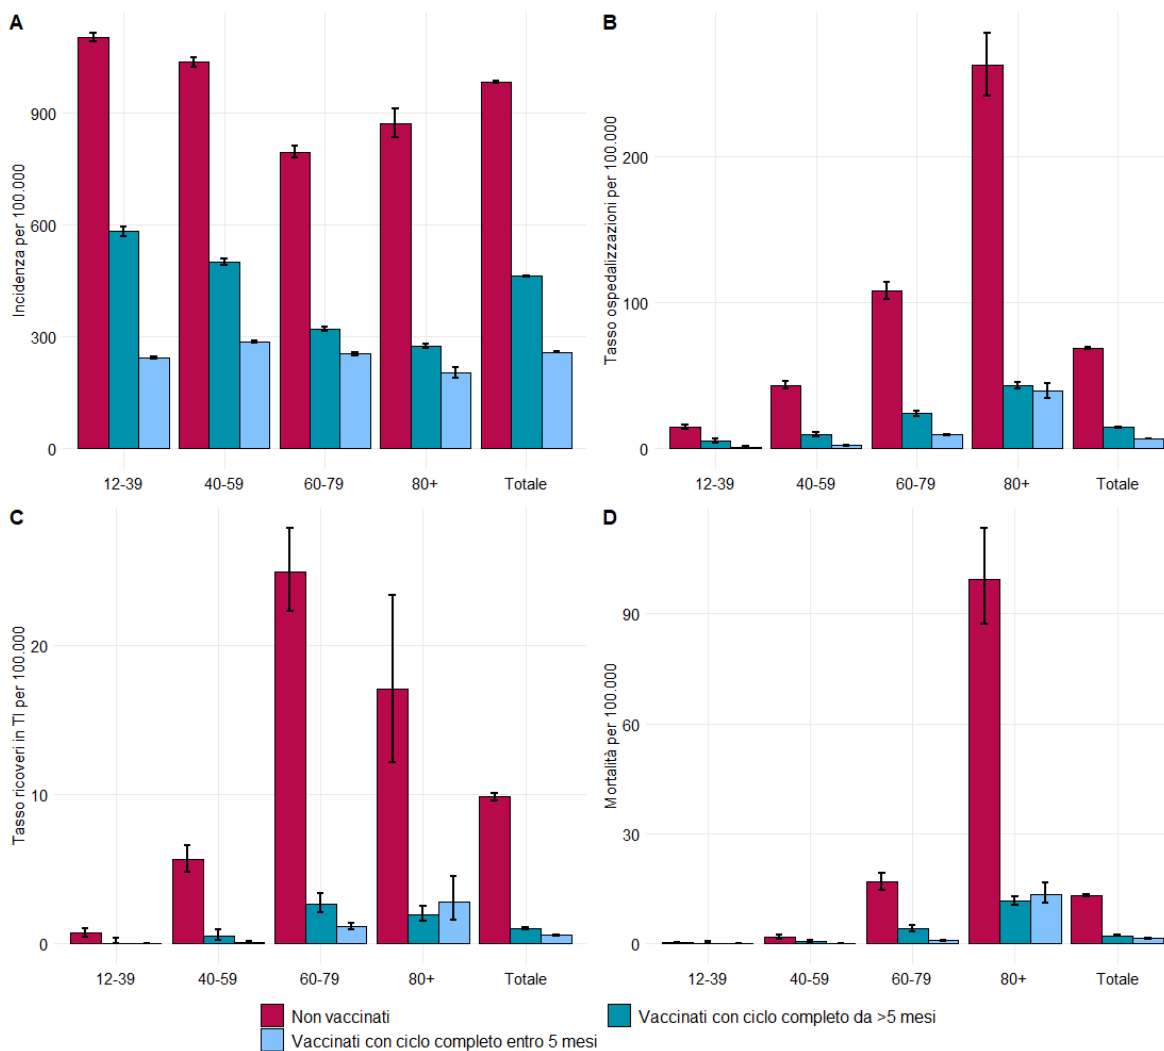 A
Incidenza per 100.000
900
600
300
0
12-39
40-59
60-79
80+
Totale
B
Tasso ospedalizzazioni per 100.000
200
100
0
12-39
40-59
60-79
80+
Totale
C
Tasso ricoveri in TI per 100.000
20
10
0
12-39
40-59
60-79
80+
Totale
D
Mortalità per 100.000
90
60
30
0
12-39
40-59
60-79
80+
Totale
Non vaccinati
Vaccinati con ciclo completo entro 5 mesi
Vaccinati con ciclo completo da >5 mesi